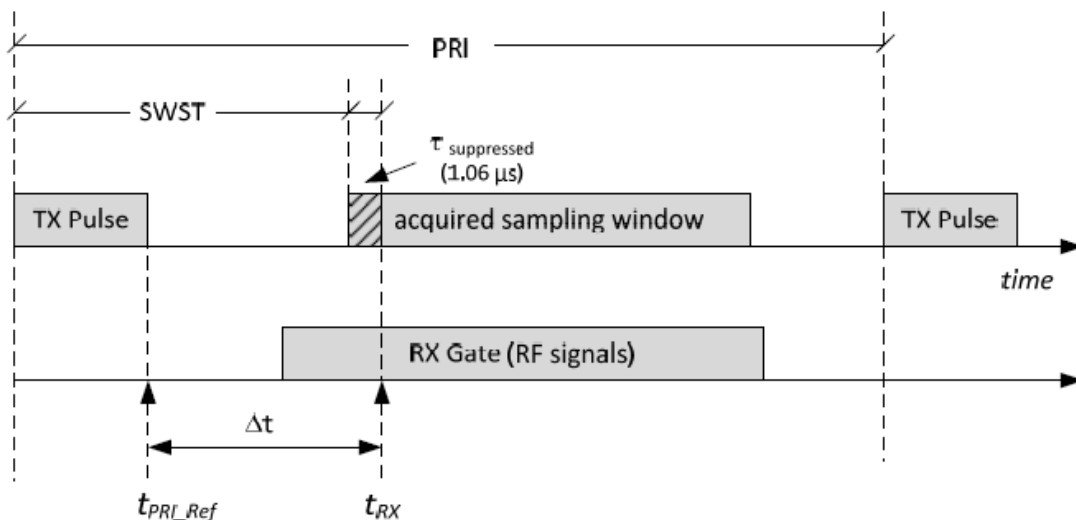 PRI
SWST
τ suppressed
(1.06 µs)
TX Pulse
acquired sampling window
TX Pulse
time
RX Gate (RF signals)
Δt
tPRI_Ref
tRX